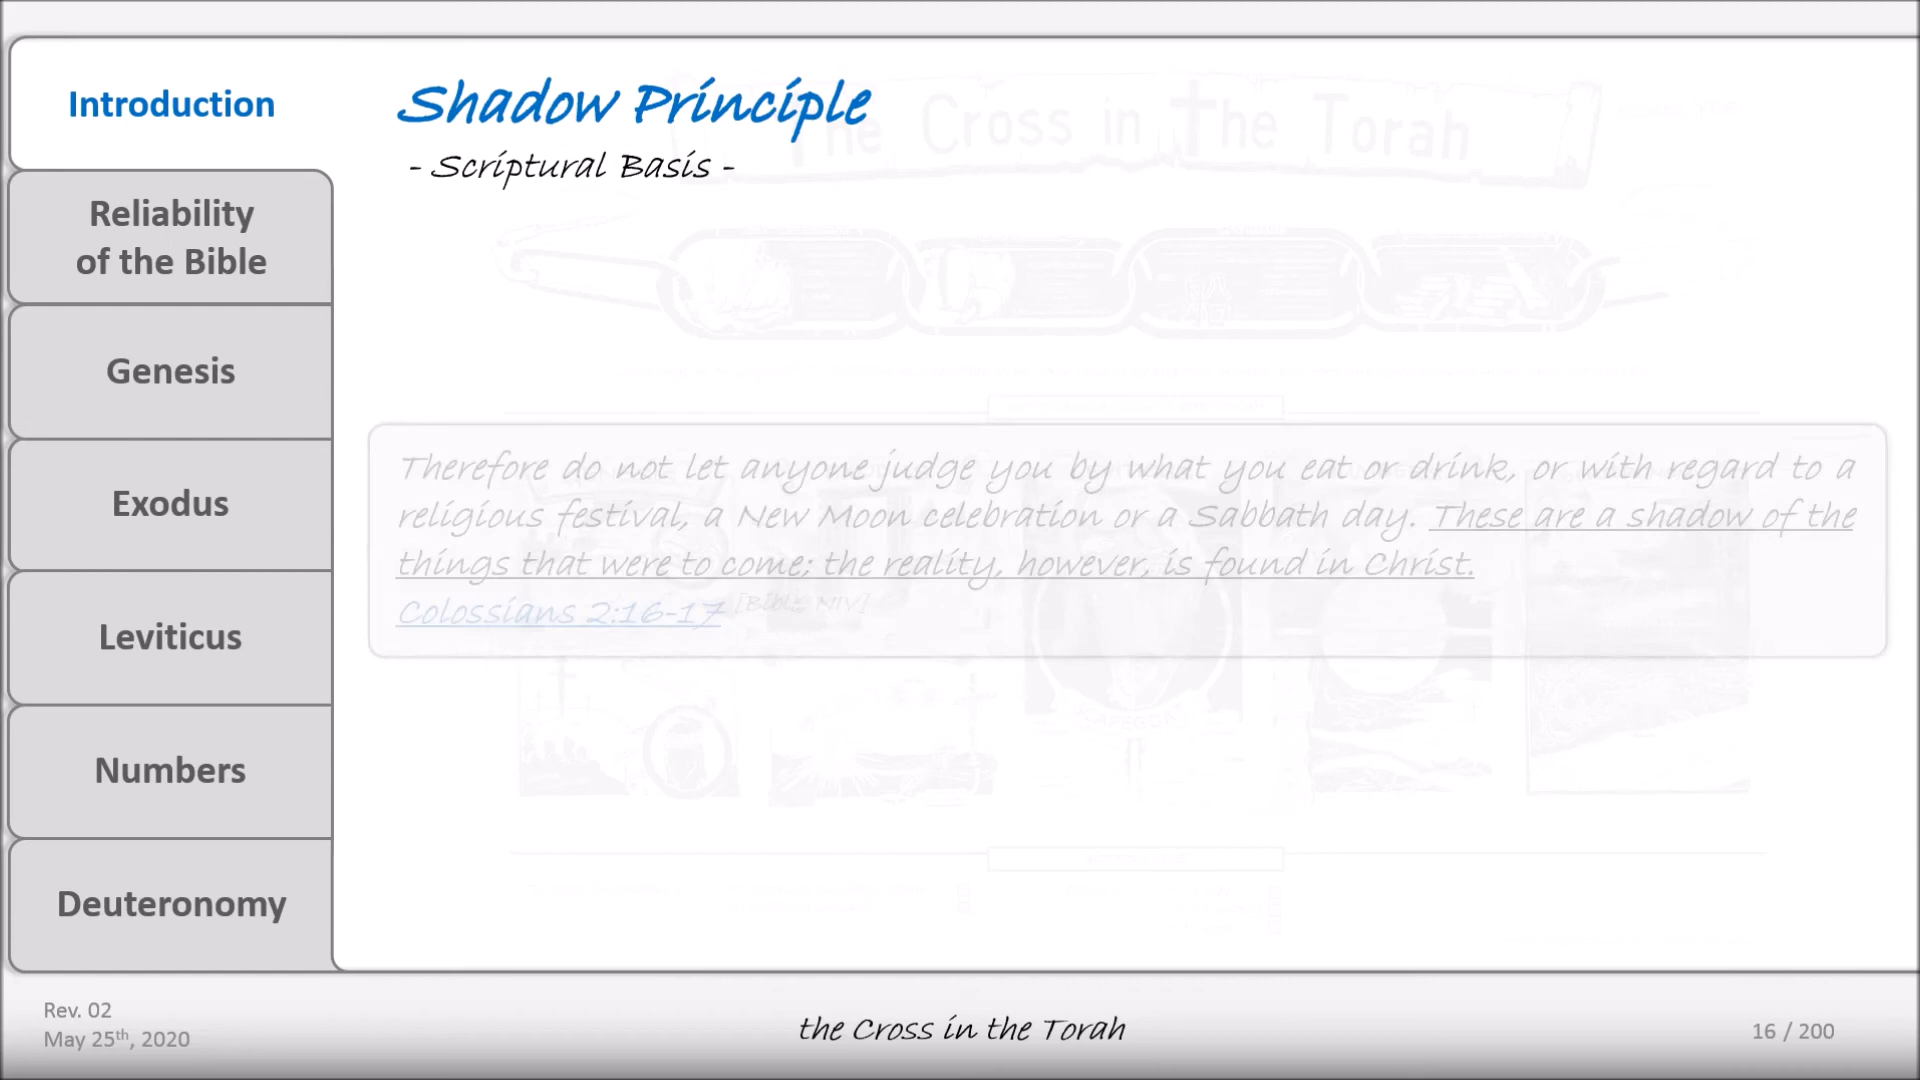 Introduction
Reliability
of the Bible
Genesis
Exodus
Leviticus
Numbers
Deuteronomy
Shadow Principle
- Scriptural Basis -
The Cross in the Torah
船
Therefore do not let anyone judge you by what you eat or drink, or with regard to a
religious festival, a New Moon celebration or a Sabbath day. These are a shadow of the
things that were to come; the reality, however, is found in Christ.
Colossians 2:16-17 [Bible, NIV]
SCAPEGOAT
Rev. 02
May 25th, 2020
the Cross in the Torah
16 / 200